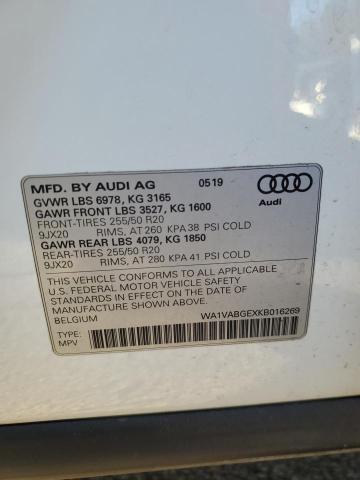 MFD. BY AUDI AG 0519
GVWR LBS 6978, KG 3165
GAWR FRONT LBS 3527, KG 1600
FRONT-TIRES 255/50 R20
9JX20 RIMS, AT 260 KPA 38 PSI COLD
GAWR REAR LBS 4079, KG 1850
REAR-TIRES 255/50 R20
9JX20 RIMS, AT 280 KPA 41 PSI COLD
Audi
THIS VEHICLE CONFORMS TO ALL APPLICABLE
U.S. FEDERAL MOTOR VEHICLE SAFETY
STANDARDS IN EFFECT ON THE DATE OF
MANUFACTURE SHOWN ABOVE.
BELGIUM
WA1VABGEXKB016269
TYPE:
MPV